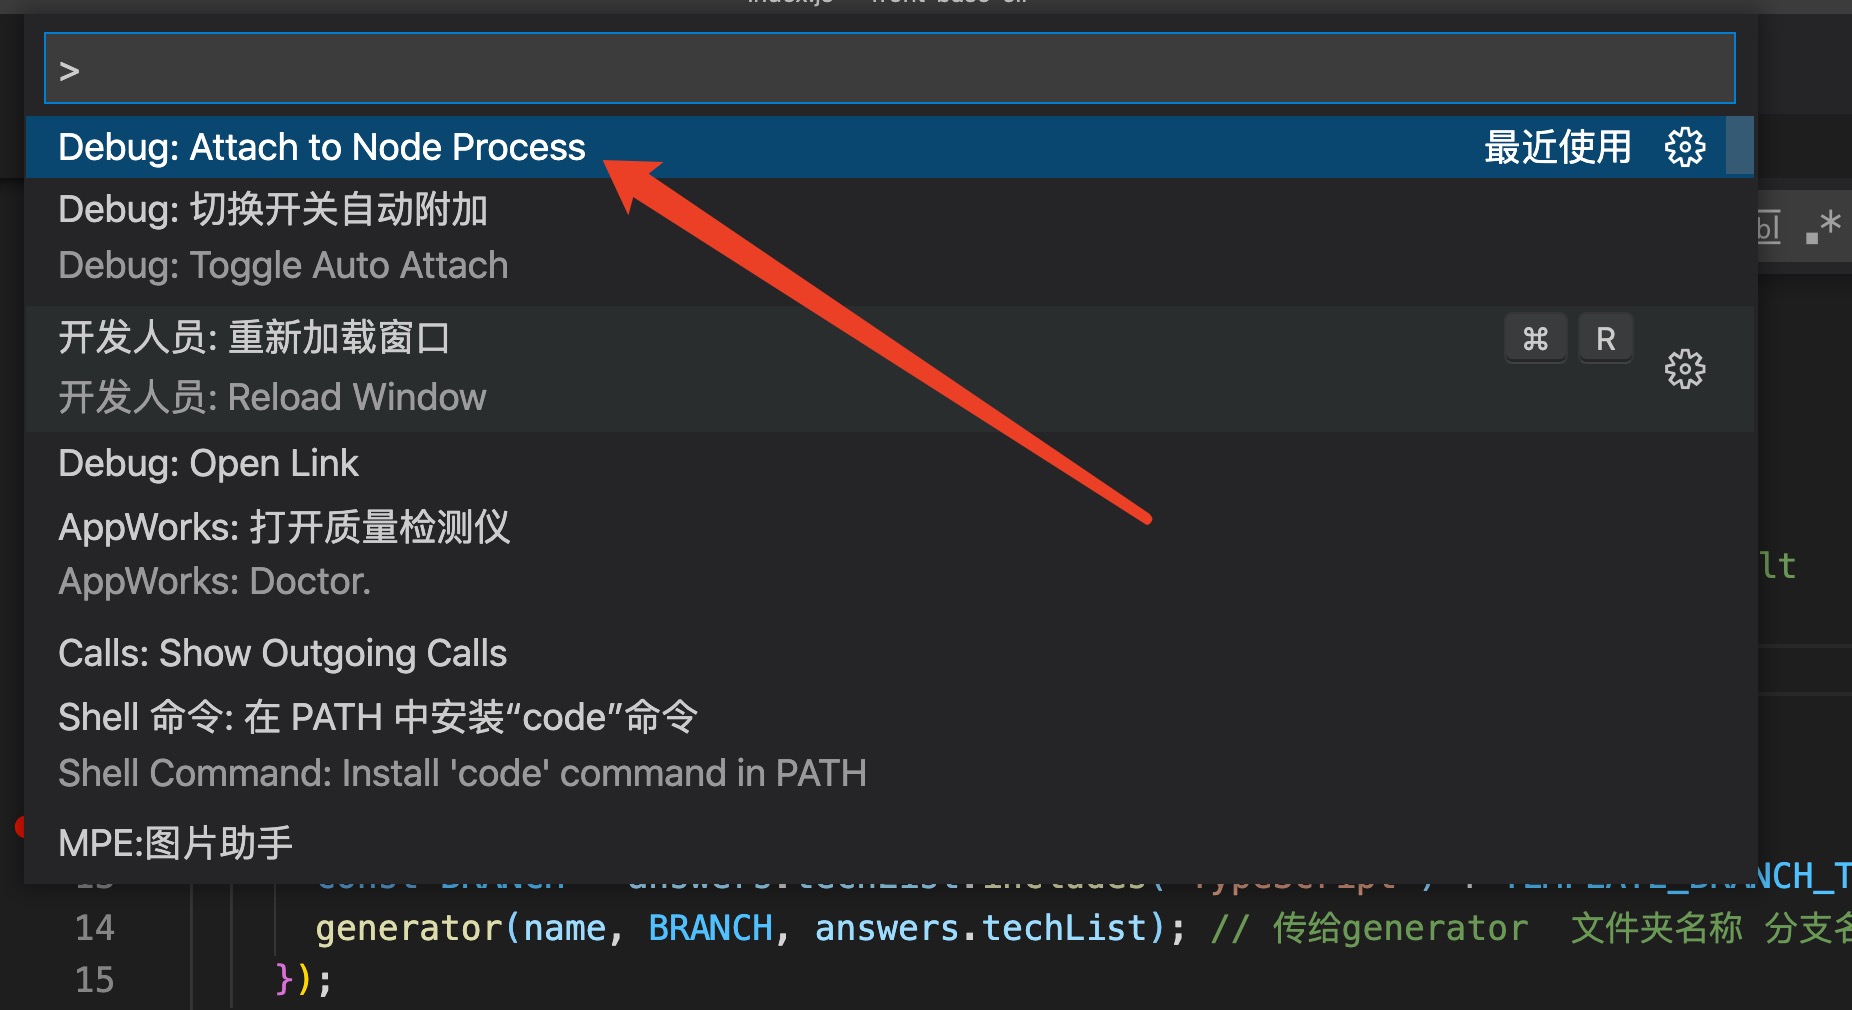 >
Debug: Attach to Node Process 最近使用
Debug: 切换开关自动附加
Debug: Toggle Auto Attach
开发人员: 重新加载窗口 ⌘ R
开发人员: Reload Window
Debug: Open Link
AppWorks: 打开质量检测仪
AppWorks: Doctor.
lt
Calls: Show Outgoing Calls
Shell 命令: 在 PATH 中安装“code”命令
Shell Command: Install 'code' command in PATH
MPE:图片助手
14 generator(name, BRANCH, answers.techList); // 传给generator 文件夹名称 分支名
15 });